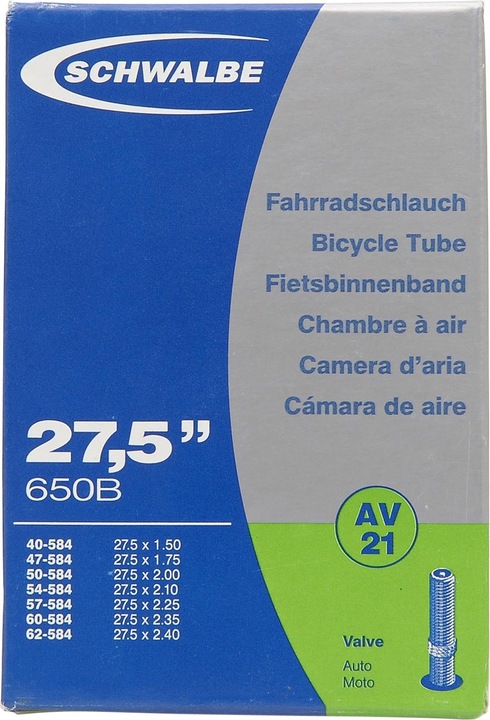 SCHWALBE
Fahrradschlauch
Bicycle Tube
Fietsbinnenband
Chambre à air
Camera d'aria
Cámara de aire
27,5”
650B
40-584 27.5 x 1.50
47-584 27.5 x 1.75
50-584 27.5 x 2.00
54-584 27.5 x 2.10
57-584 27.5 x 2.25
60-584 27.5 x 2.35
62-584 27.5 x 2.40
AV
21
Valve
Auto
Moto